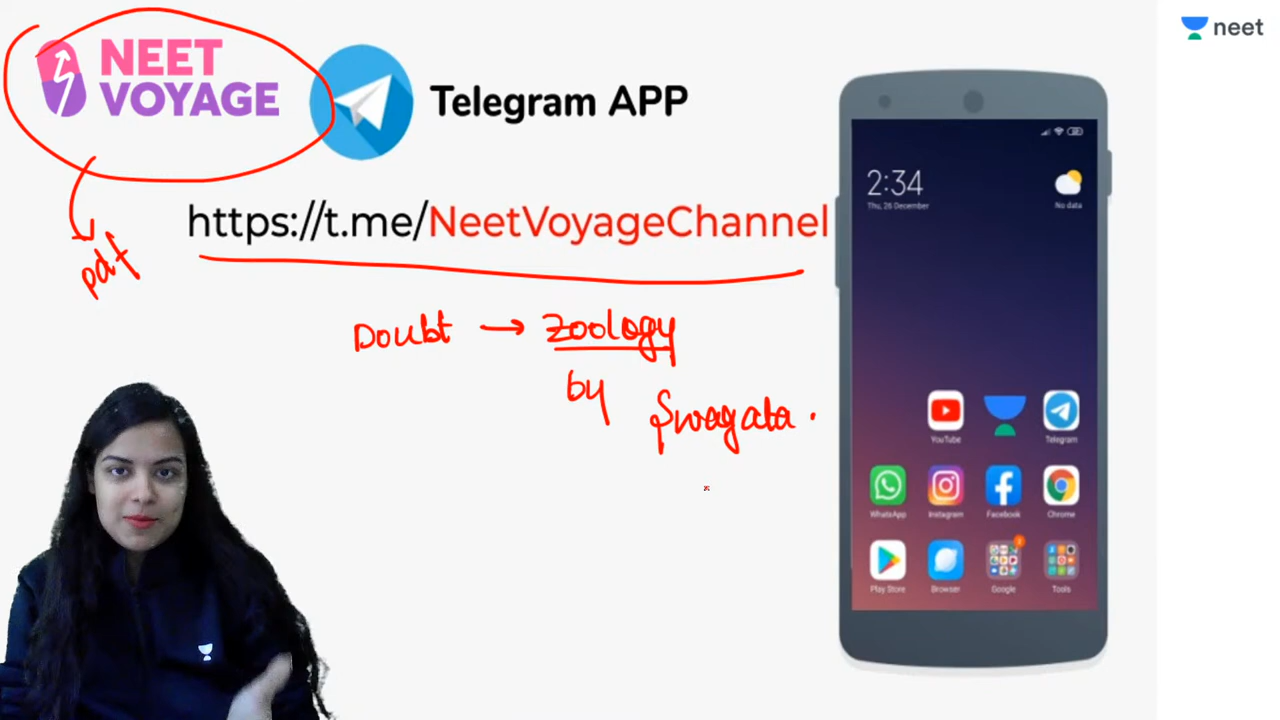 NEET
VOYAGE
Telegram APP
neet
https://t.me/NeetVoyageChannel
pdf
Doubt → Zoology
by
Swagata.
2:34
Thu, 26 December
No data
YouTube
Telegram
WhatsApp
Instagram
Facebook
Chrome
Play Store
Browser
Google
Tools